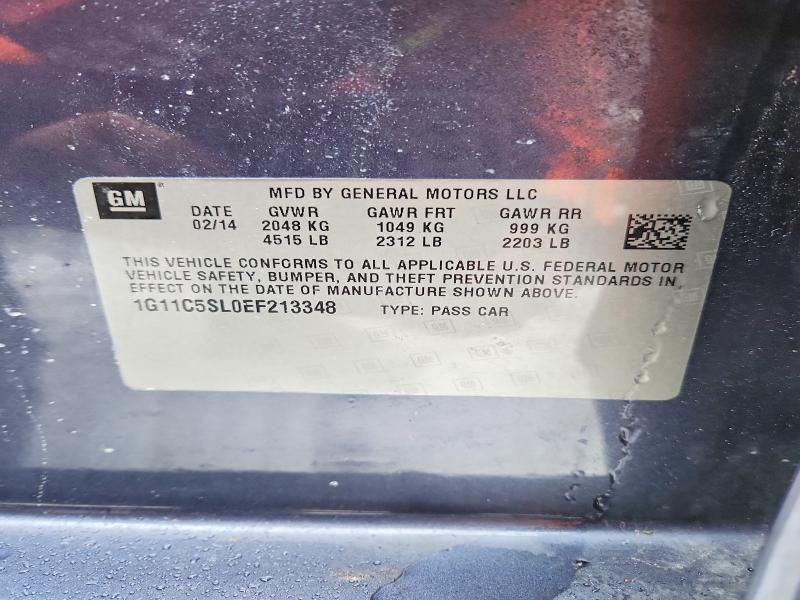 GM
MFD BY GENERAL MOTORS LLC
DATE GVWR GAWR FRT GAWR RR
02/14 2048 KG 1049 KG 999 KG
4515 LB 2312 LB 2203 LB
THIS VEHICLE CONFORMS TO ALL APPLICABLE U.S. FEDERAL MOTOR
VEHICLE SAFETY, BUMPER, AND THEFT PREVENTION STANDARDS IN
EFFECT ON THE DATE OF MANUFACTURE SHOWN ABOVE.
1G11C5SL0EF213348 TYPE: PASS CAR